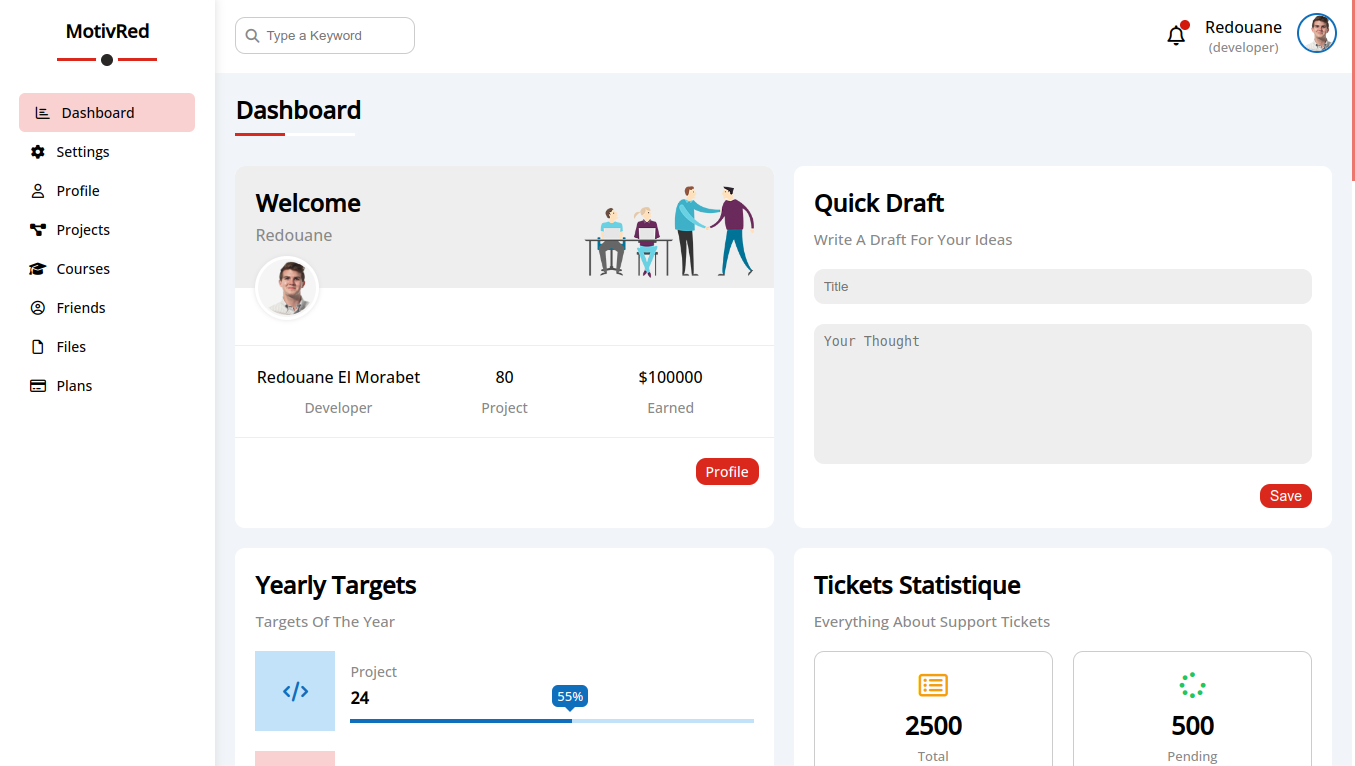 MotivRed
Type a Keyword
Redouane
(developer)
Dashboard
Settings
Profile
Projects
Courses
Friends
Files
Plans
Dashboard
Welcome
Redouane
Redouane El Morabet
80
$100000
Developer
Project
Earned
Profile
Quick Draft
Write A Draft For Your Ideas
Title
Your Thought
Save
Yearly Targets
Targets Of The Year
Project
24
55%
Tickets Statistique
Everything About Support Tickets
2500
Total
500
Pending